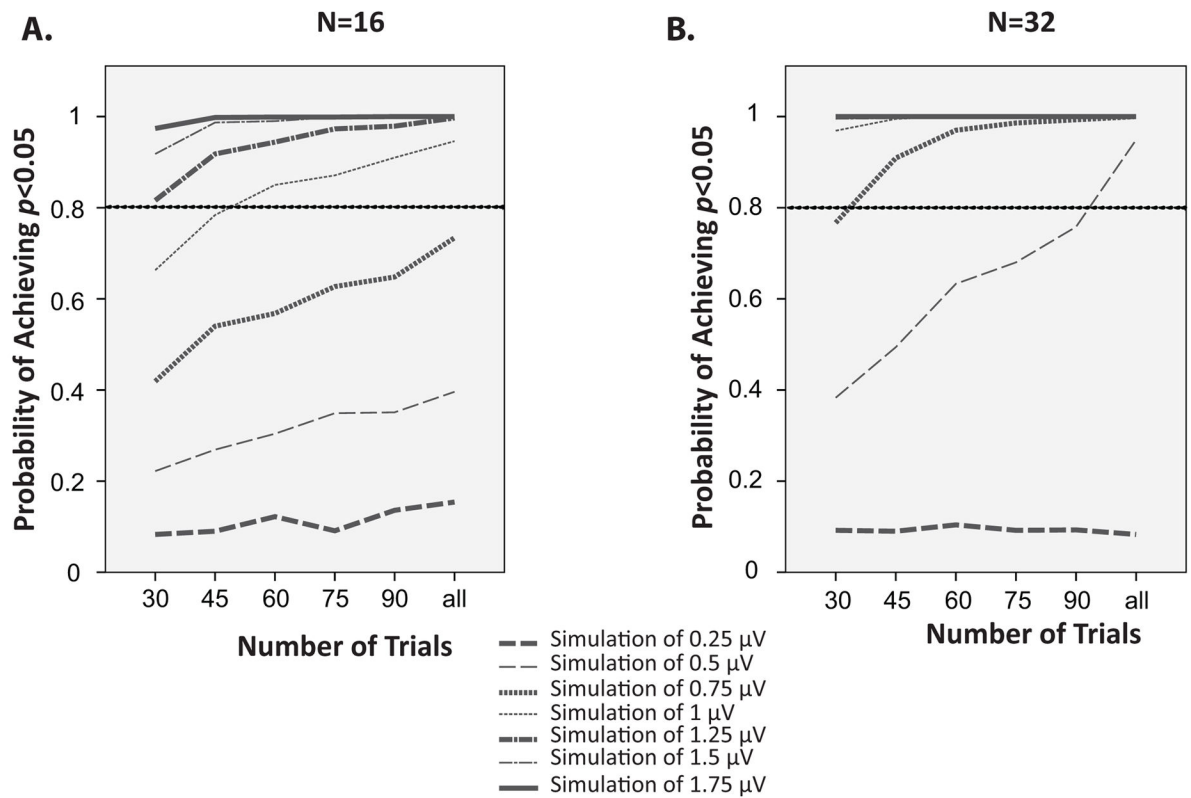 A.
N=16
Probability of Achieving p<0.05
1
0.8
0.6
0.4
0.2
0
30 45 60 75 90 all
Number of Trials
B.
N=32
Probability of Achieving p<0.05
1
0.8
0.6
0.4
0.2
0
30 45 60 75 90 all
Number of Trials
Simulation of 0.25 µV
Simulation of 0.5 µV
Simulation of 0.75 µV
Simulation of 1 µV
Simulation of 1.25 µV
Simulation of 1.5 µV
Simulation of 1.75 µV